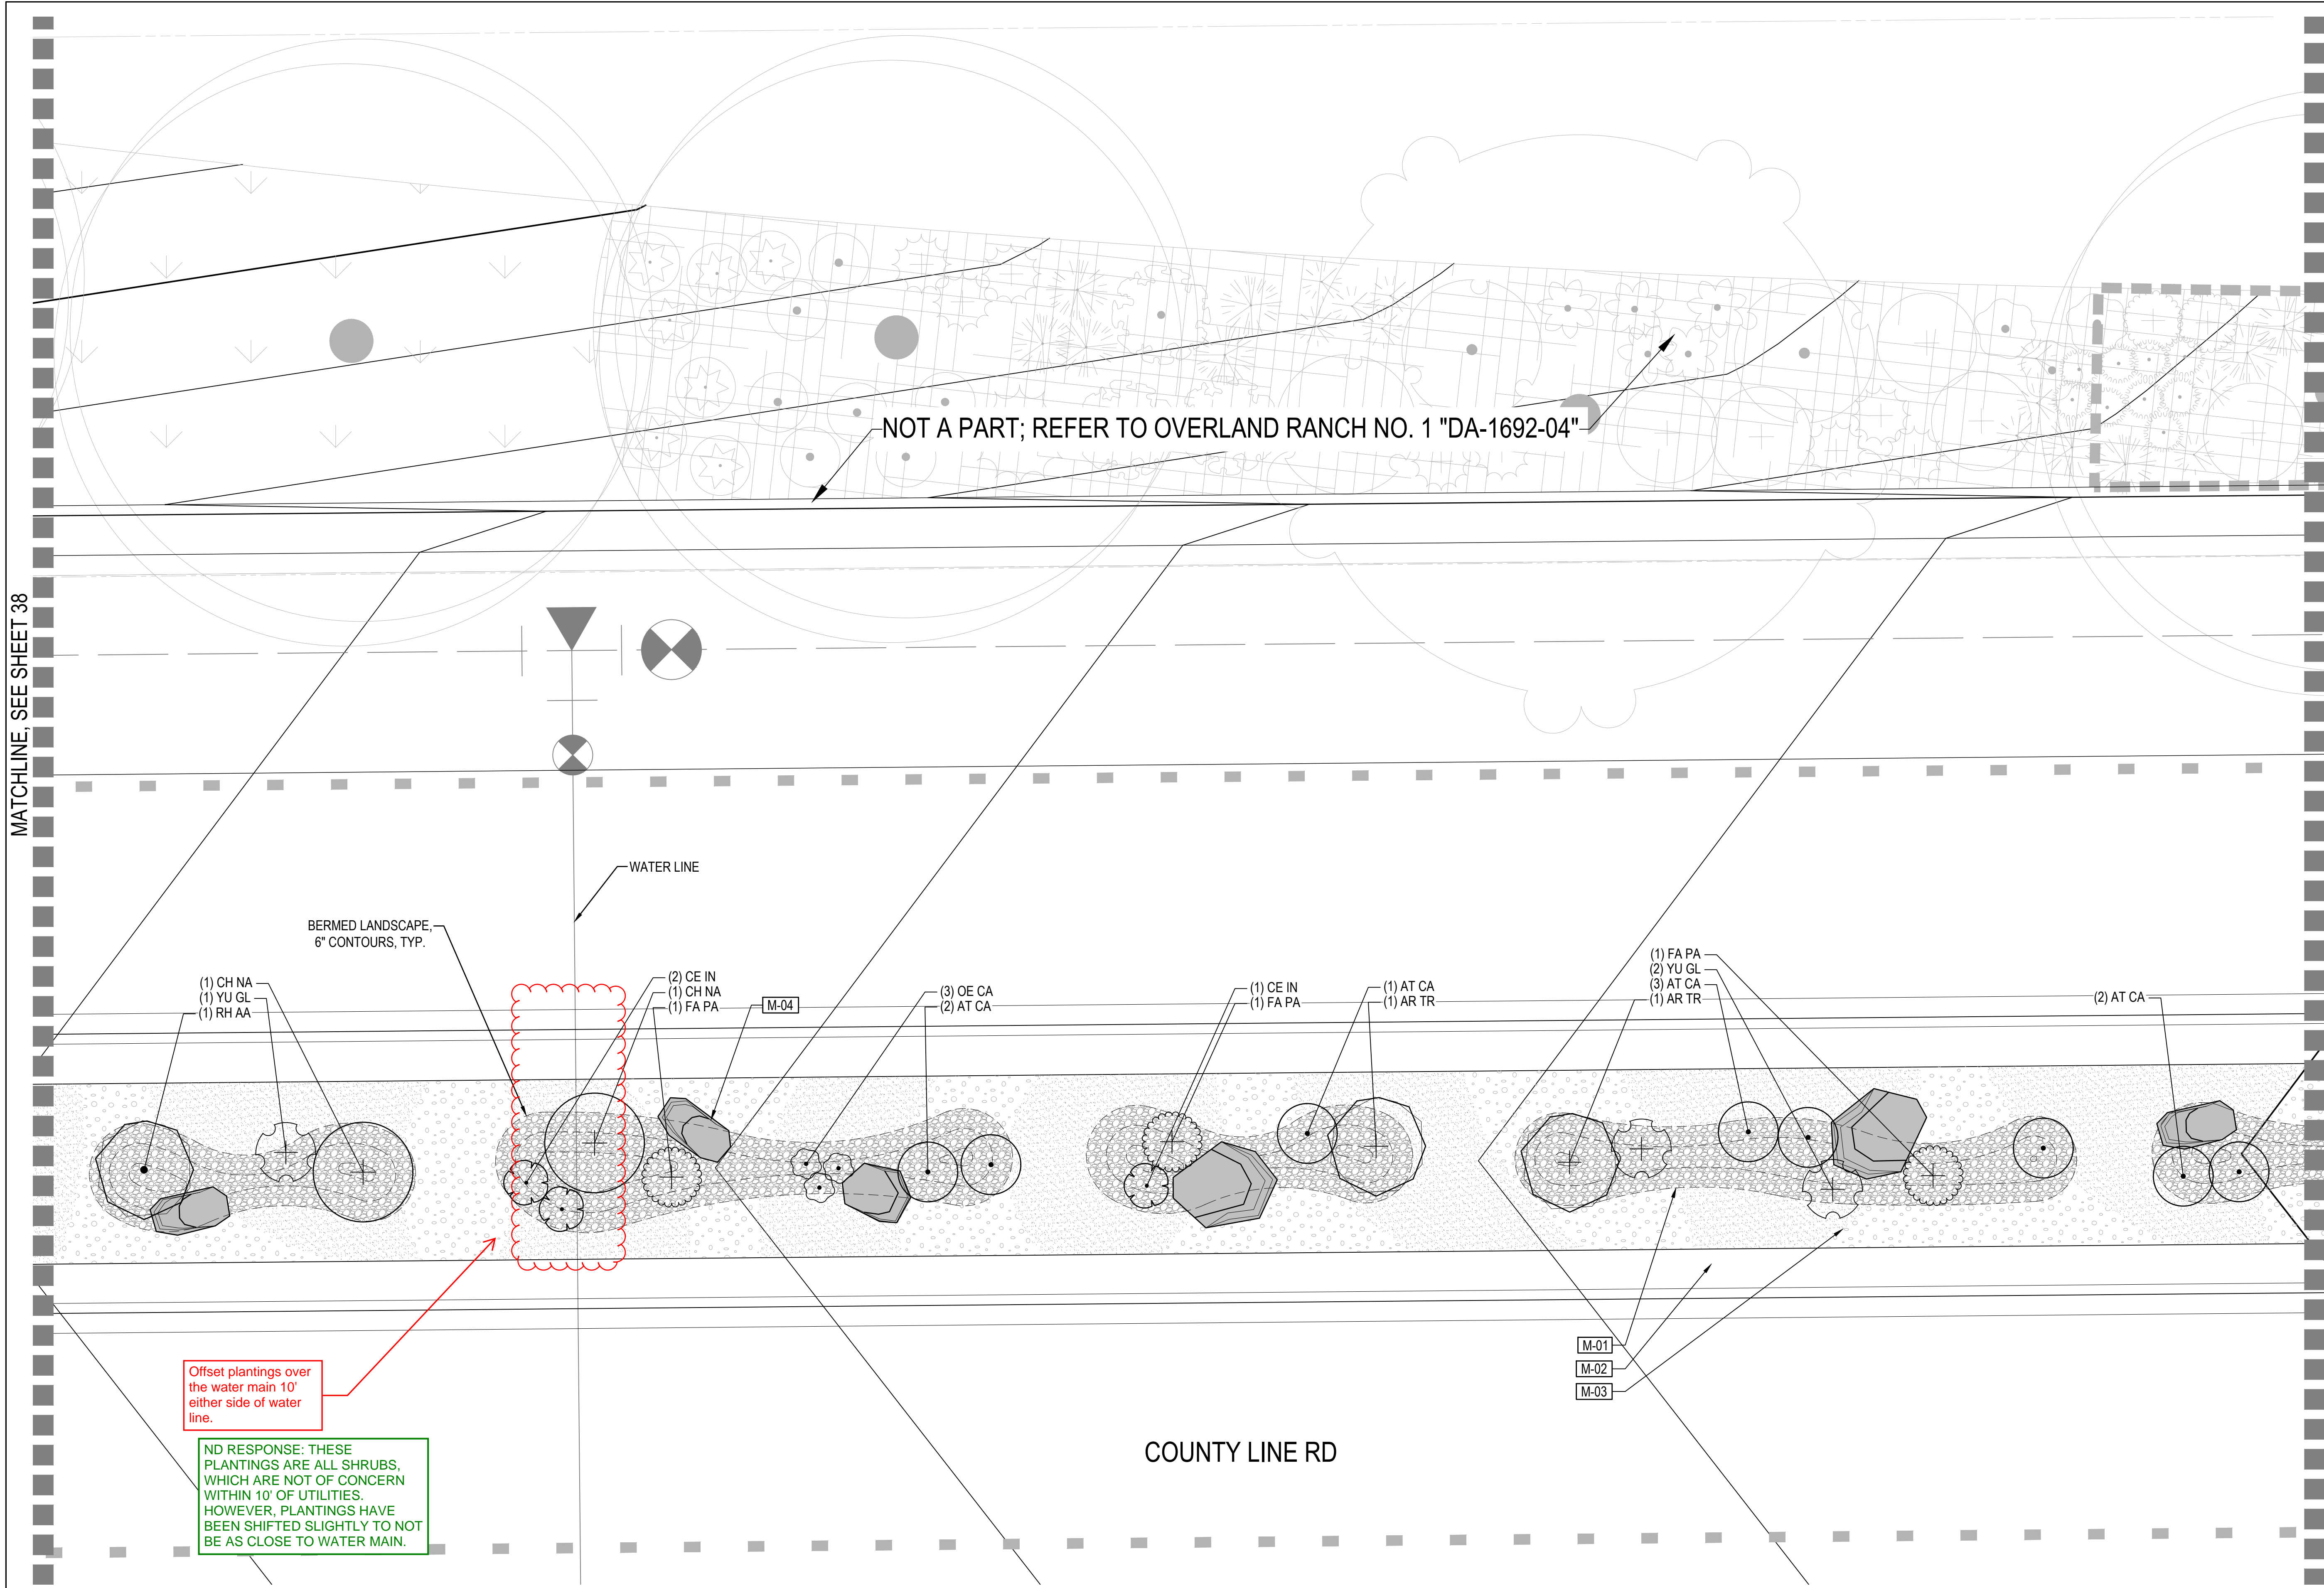 NOT A PART; REFER TO OVERLAND RANCH NO. 1 "DA-1692-04"
MATCHLINE, SEE SHEET 38
WATER LINE
BERMED LANDSCAPE,
6" CONTOURS, TYP.
(1) CH NA
(1) YU GL
(1) RH AA
(2) CE IN
(1) CH NA
(1) FA PA
M-04
(3) OE CA
(2) AT CA
(1) CE IN
(1) FA PA
(1) AT CA
(1) AR TR
(1) FA PA
(2) YU GL
(3) AT CA
(1) AR TR
(2) AT CA
M-01
M-02
M-03
Offset plantings over
the water main 10'
either side of water
line.
ND RESPONSE: THESE
PLANTINGS ARE ALL SHRUBS,
WHICH ARE NOT OF CONCERN
WITHIN 10' OF UTILITIES.
HOWEVER, PLANTINGS HAVE
BEEN SHIFTED SLIGHTLY TO NOT
BE AS CLOSE TO WATER MAIN.
COUNTY LINE RD